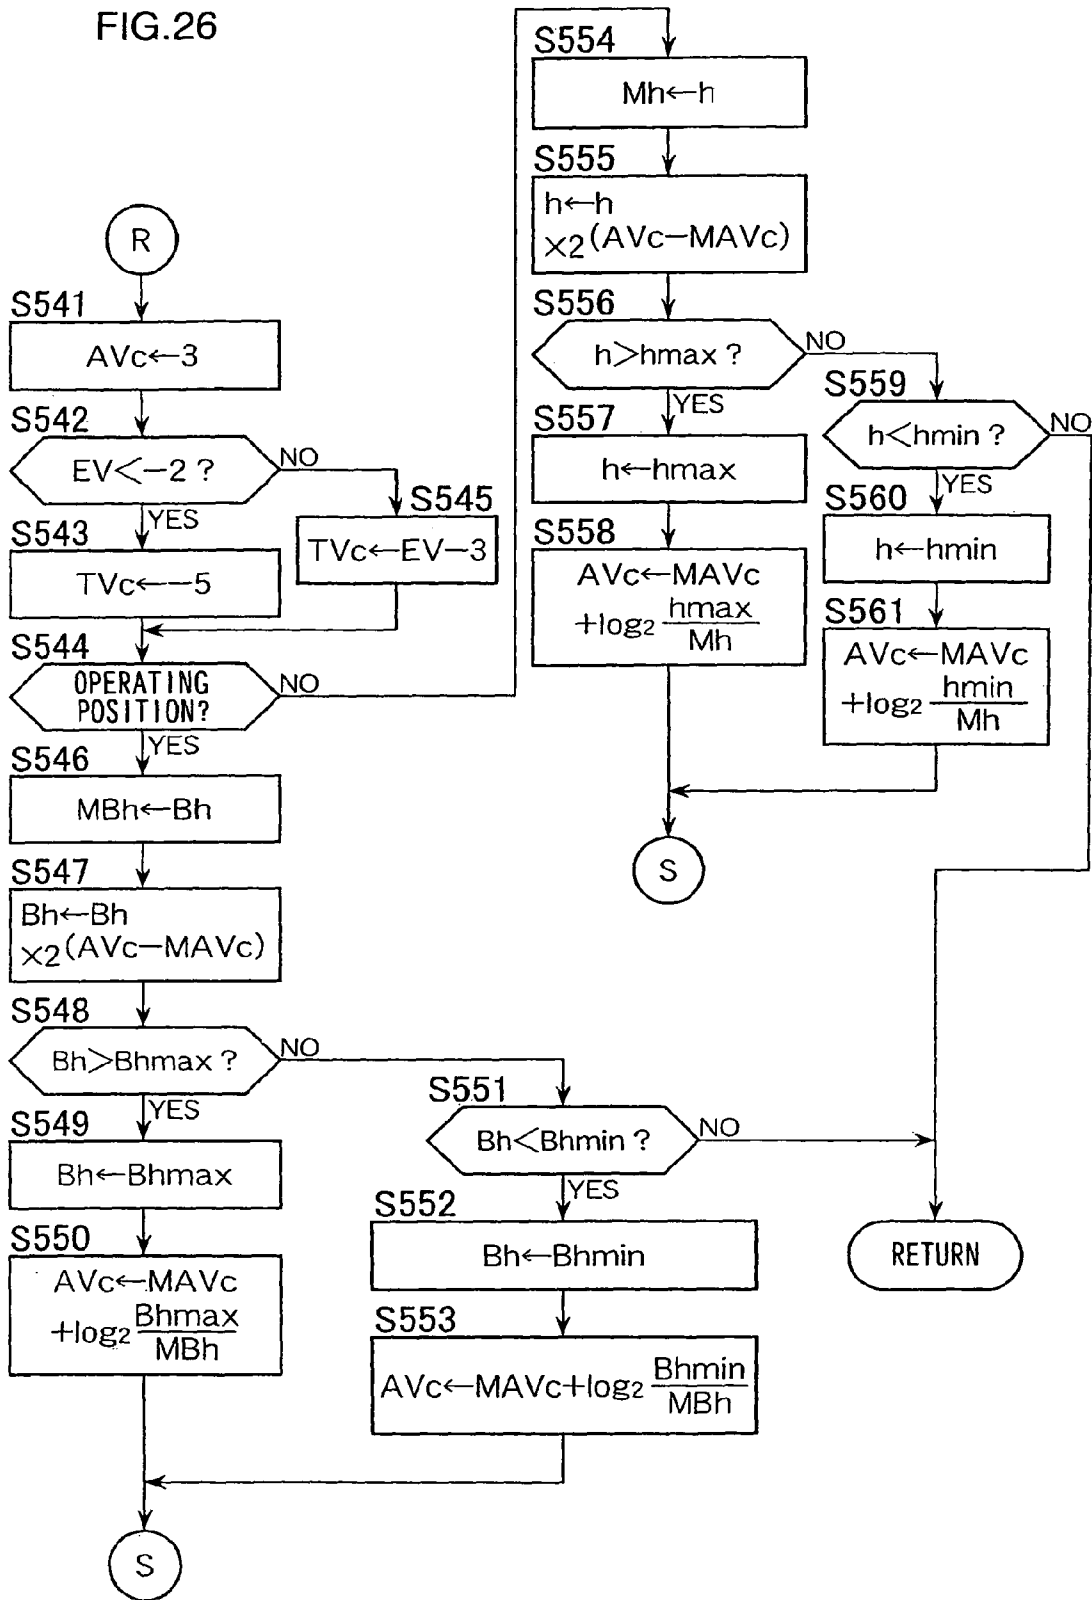 FIG.26
R
S541
AVc←3
S542
EV<−2 ?
NO
YES
S543
TVc←−5
S545
TVc←EV−3
S544
OPERATING
POSITION?
NO
YES
S546
MBh←Bh
S547
Bh←Bh
×2(AVc−MAVc)
S548
Bh>Bhmax ?
NO
YES
S549
Bh←Bhmax
S550
AVc←MAVc
+log2 Bhmax
MBh
S
S551
Bh<Bhmin ?
NO
YES
S552
Bh←Bhmin
S553
AVc←MAVc+log2 Bhmin
MBh
S554
Mh←h
S555
h←h
×2(AVc−MAVc)
S556
h>hmax ?
NO
YES
S557
h←hmax
S558
AVc←MAVc
+log2 hmax
Mh
S
S559
h<hmin ?
NO
YES
S560
h←hmin
S561
AVc←MAVc
+log2 hmin
Mh
RETURN